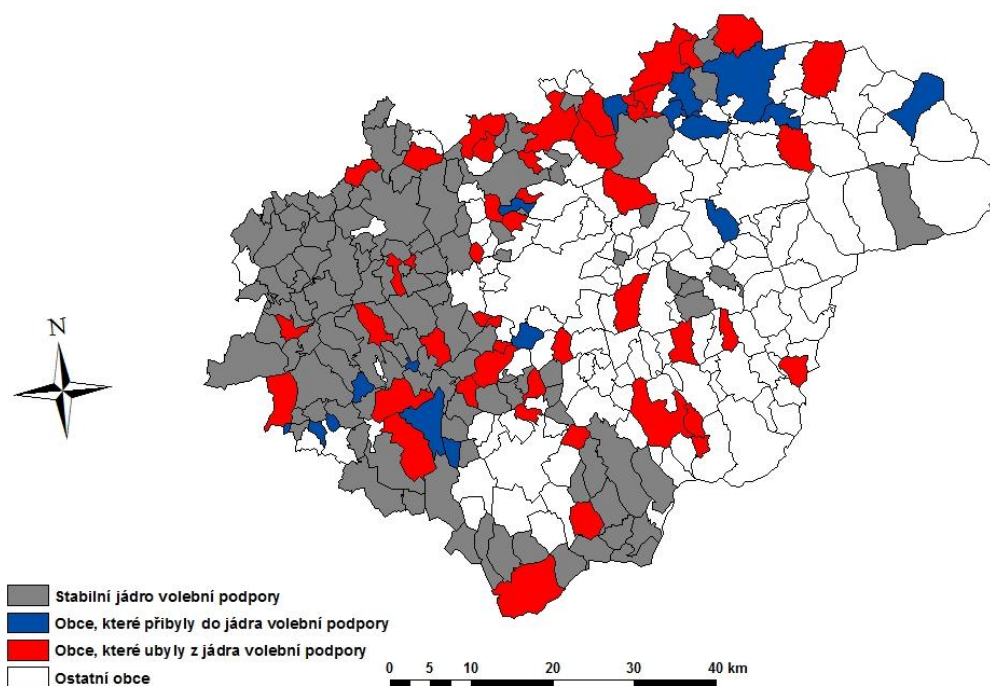 N
Stabilní jádro volební podpory
Obce, které přibyly do jádra volební podpory
Obce, které ubyly z jádra volební podpory
Ostatní obce
0 5 10 20 30 40 km